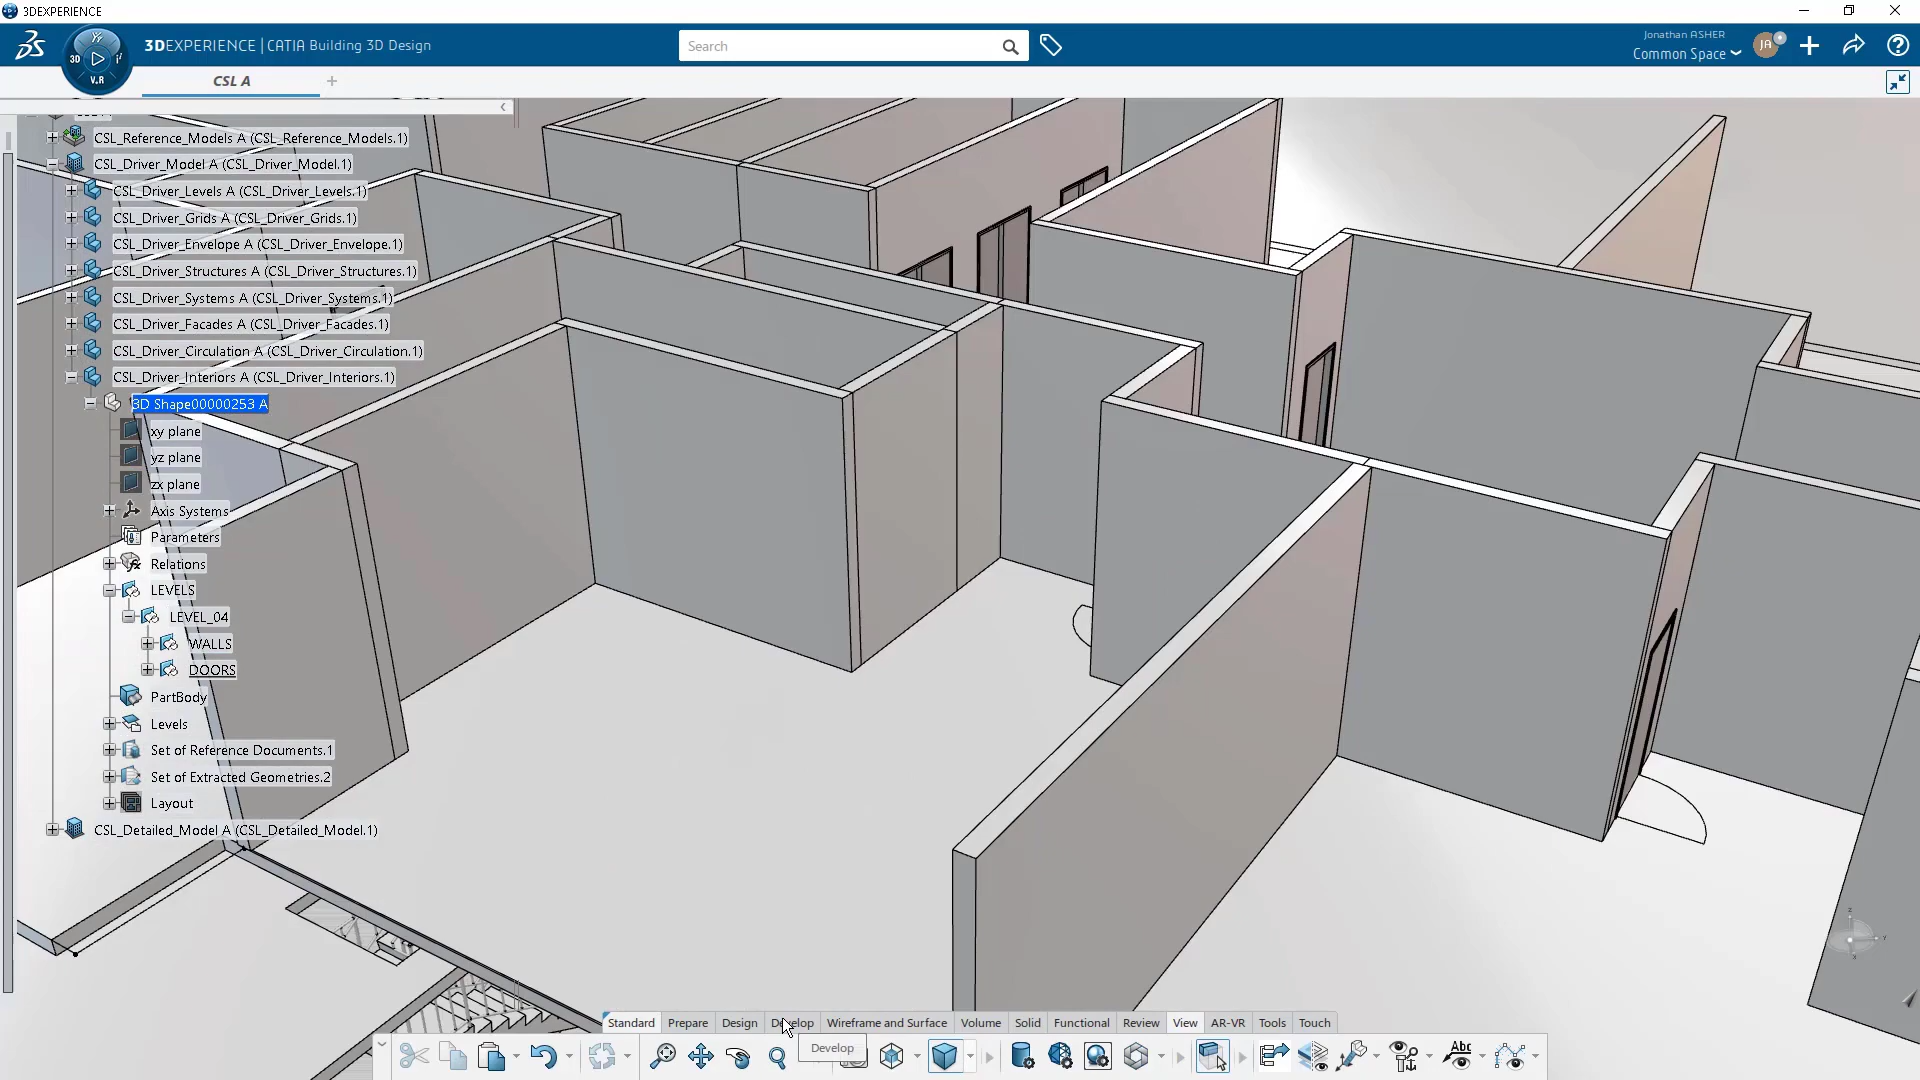 3DEXPERIENCE
3DEXPERIENCE | CATIA Building 3D Design
3D
V.R
Search
Jonathan ASHER
Common Space
JA
CSL A
CSL_Reference_Models A (CSL_Reference_Models.1)
CSL_Driver_Model A (CSL_Driver_Model.1)
CSL_Driver_Levels A (CSL_Driver_Levels.1)
CSL_Driver_Grids A (CSL_Driver_Grids.1)
CSL_Driver_Envelope A (CSL_Driver_Envelope.1)
CSL_Driver_Structures A (CSL_Driver_Structures.1)
CSL_Driver_Systems A (CSL_Driver_Systems.1)
CSL_Driver_Facades A (CSL_Driver_Facades.1)
CSL_Driver_Circulation A (CSL_Driver_Circulation.1)
CSL_Driver_Interiors A (CSL_Driver_Interiors.1)
3D Shape00000253 A
xy plane
yz plane
zx plane
Axis Systems
Parameters
Relations
LEVELS
LEVEL_04
WALLS
DOORS
PartBody
Levels
Set of Reference Documents.1
Set of Extracted Geometries.2
Layout
CSL_Detailed_Model A (CSL_Detailed_Model.1)
Standard Prepare Design Develop Wireframe and Surface Volume Solid Functional Review View AR-VR Tools Touch
Develop
Abc